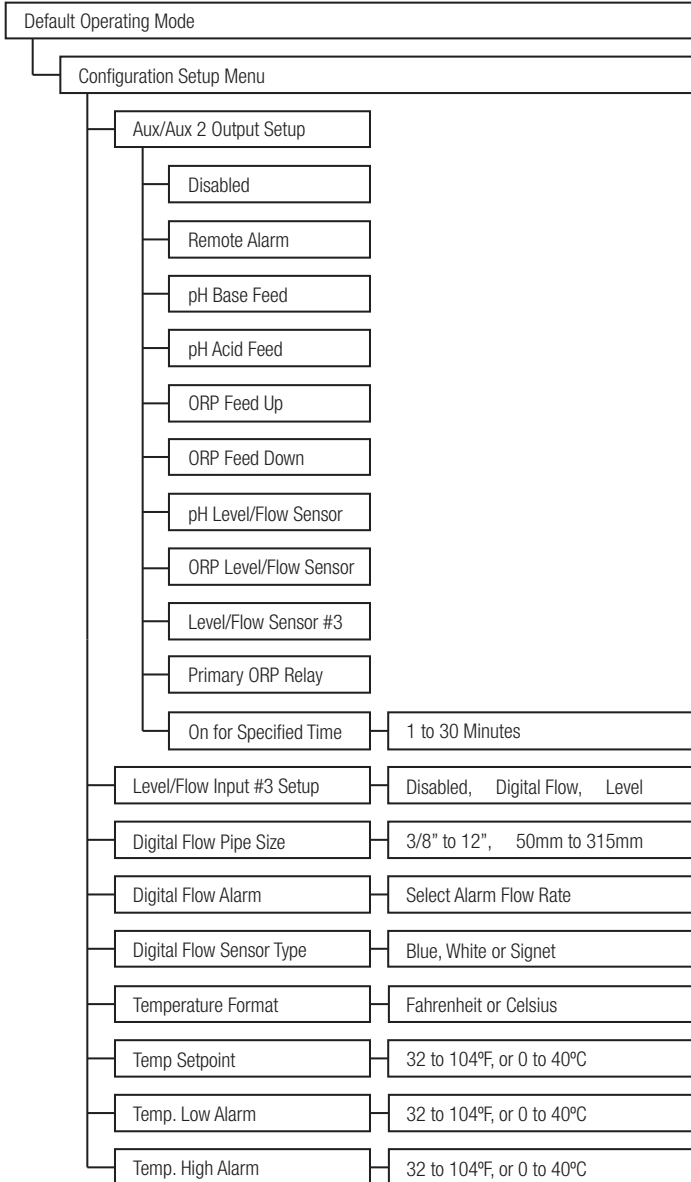 Default Operating Mode
Configuration Setup Menu
Aux/Aux 2 Output Setup
Disabled
Remote Alarm
pH Base Feed
pH Acid Feed
ORP Feed Up
ORP Feed Down
pH Level/Flow Sensor
ORP Level/Flow Sensor
Level/Flow Sensor #3
Primary ORP Relay
On for Specified Time 1 to 30 Minutes
Level/Flow Input #3 Setup Disabled, Digital Flow, Level
Digital Flow Pipe Size 3/8” to 12”, 50mm to 315mm
Digital Flow Alarm Select Alarm Flow Rate
Digital Flow Sensor Type Blue, White or Signet
Temperature Format Fahrenheit or Celsius
Temp Setpoint 32 to 104ºF, or 0 to 40ºC
Temp. Low Alarm 32 to 104ºF, or 0 to 40ºC
Temp. High Alarm 32 to 104ºF, or 0 to 40ºC